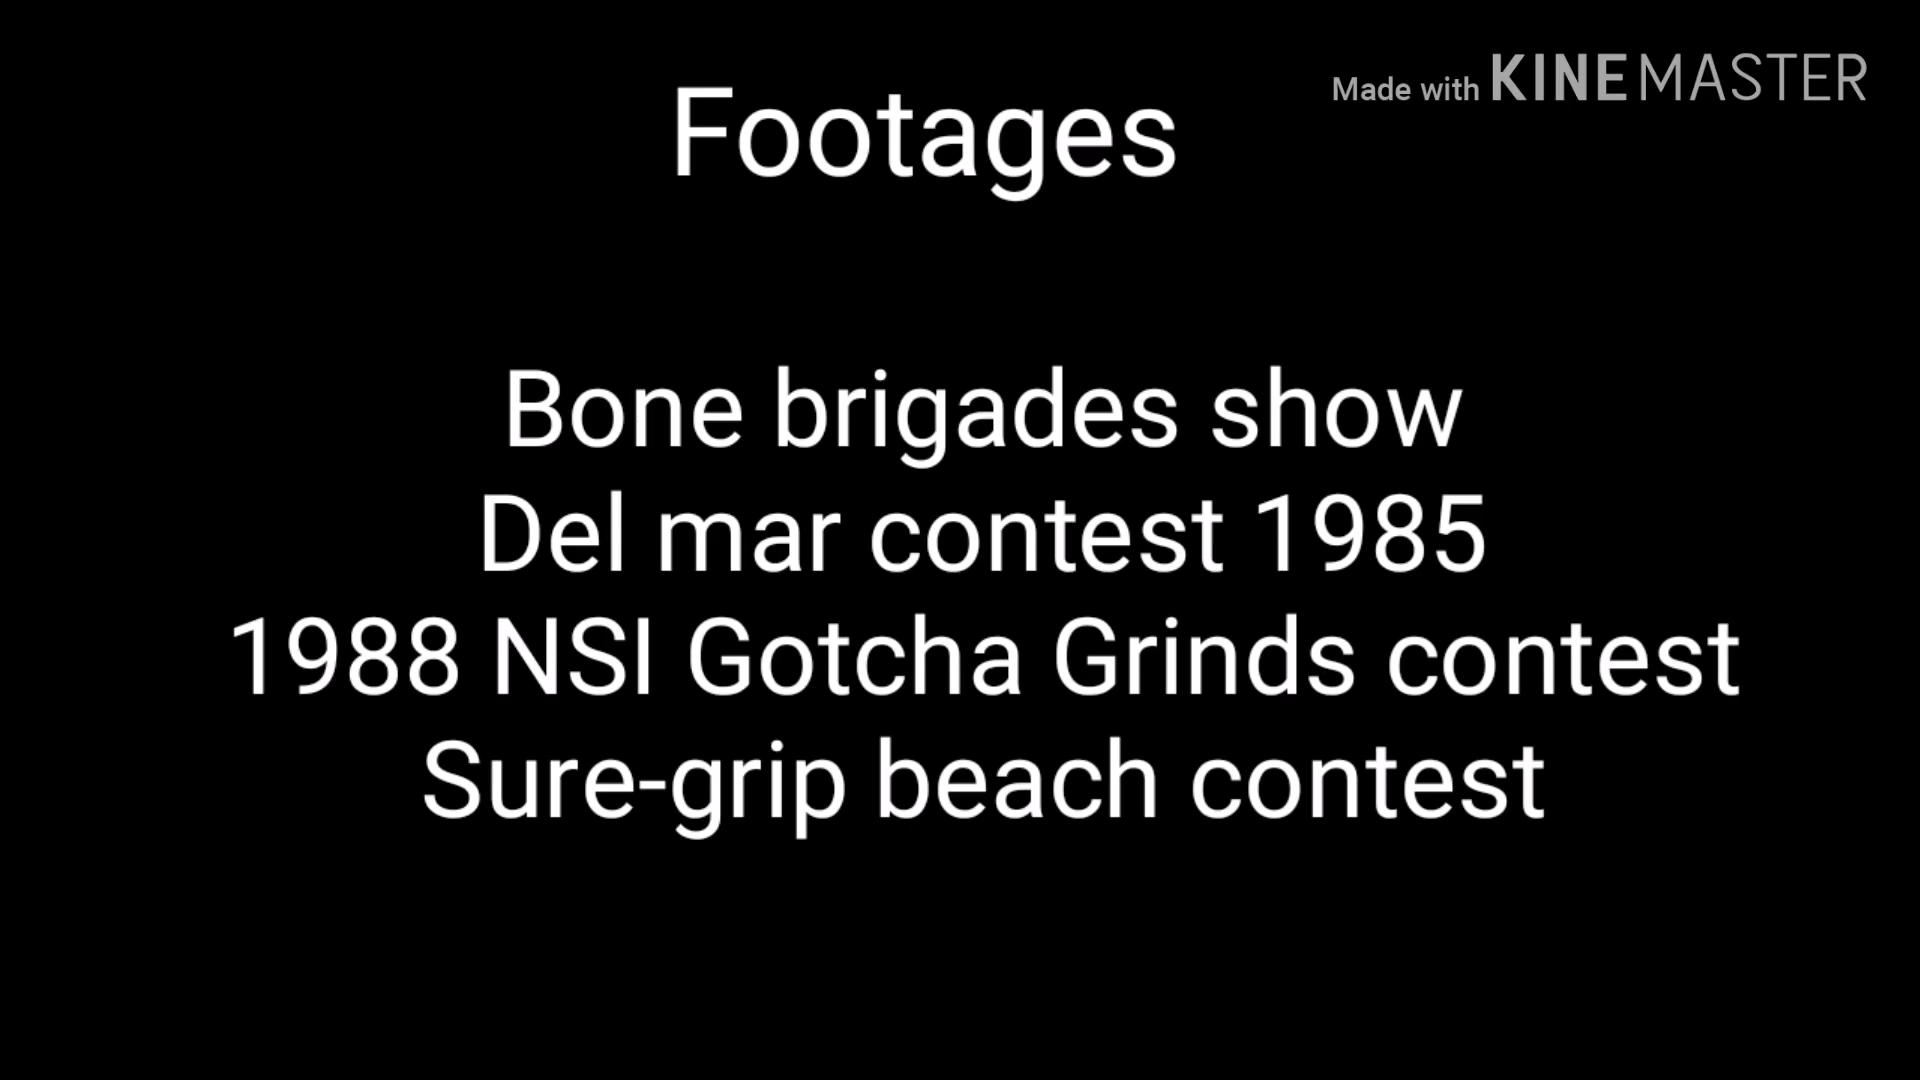 Made with KINEMASTER
Footages
Bone brigades show
Del mar contest 1985
1988 NSI Gotcha Grinds contest
Sure-grip beach contest